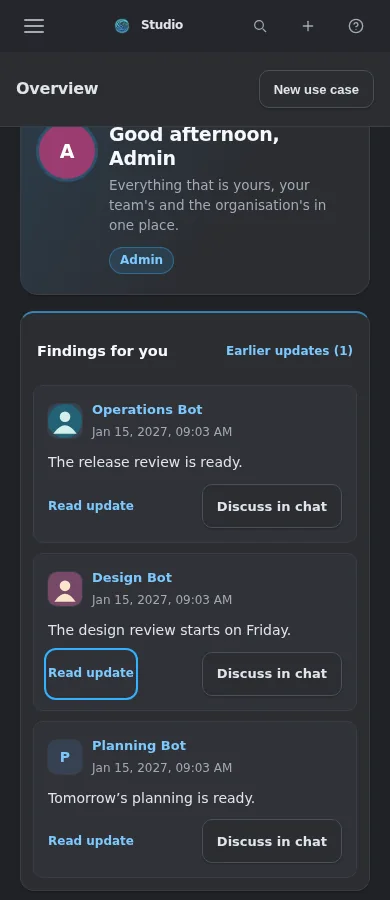 Studio
Overview
New use case
A
Good afternoon,
Admin
Everything that is yours, your
team's and the organisation's in
one place.
Admin
Findings for you
Earlier updates (1)
Operations Bot
Jan 15, 2027, 09:03 AM
The release review is ready.
Read update
Discuss in chat
Design Bot
Jan 15, 2027, 09:03 AM
The design review starts on Friday.
Read update
Discuss in chat
P
Planning Bot
Jan 15, 2027, 09:03 AM
Tomorrow’s planning is ready.
Read update
Discuss in chat